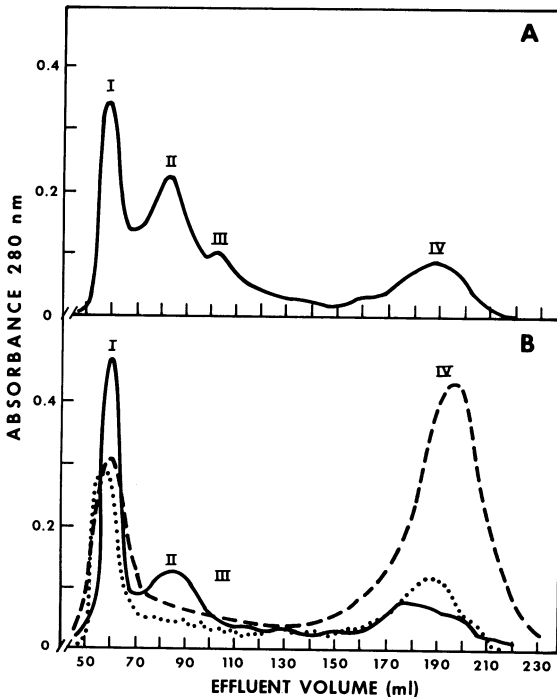 A
0.4
I
II
0.2
III
IV
0
B
I
IV
0.4
II
III
0.2
0
50 70 90 110 130 150 170 190 210 230
EFFLUENT VOLUME (ml)
ABSORBANCE 280 nm